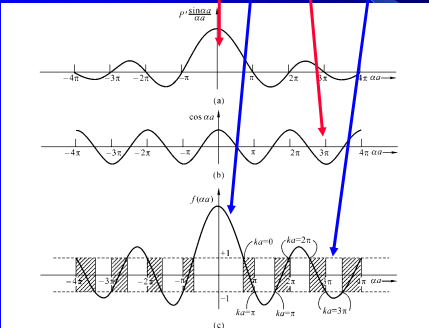 P' sinαa
αa
-4π -3π -2π -π π 2π 3π 4π αa
(a)
cos αa
-4π -3π -2π -π π 2π 3π 4π αa
(b)
f(αa)
ka=0 ka=2π
+1
-4π -3π -2π -π π 2π 3π 4π αa
-1
ka=π ka=π ka=3π
(c)